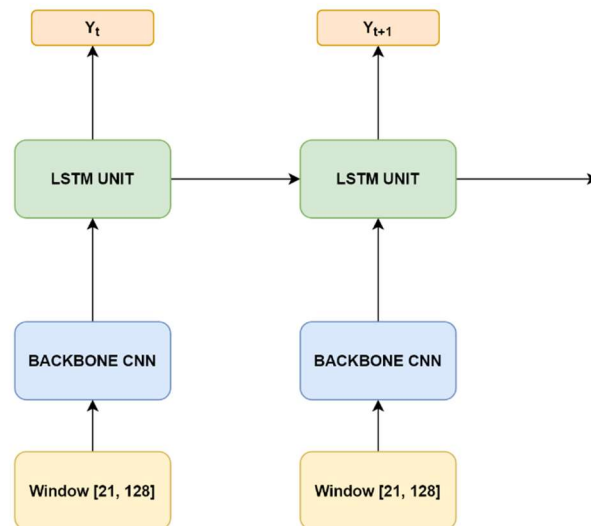 Yt
Yt+1
LSTM UNIT
LSTM UNIT
BACKBONE CNN
BACKBONE CNN
Window [21, 128]
Window [21, 128]